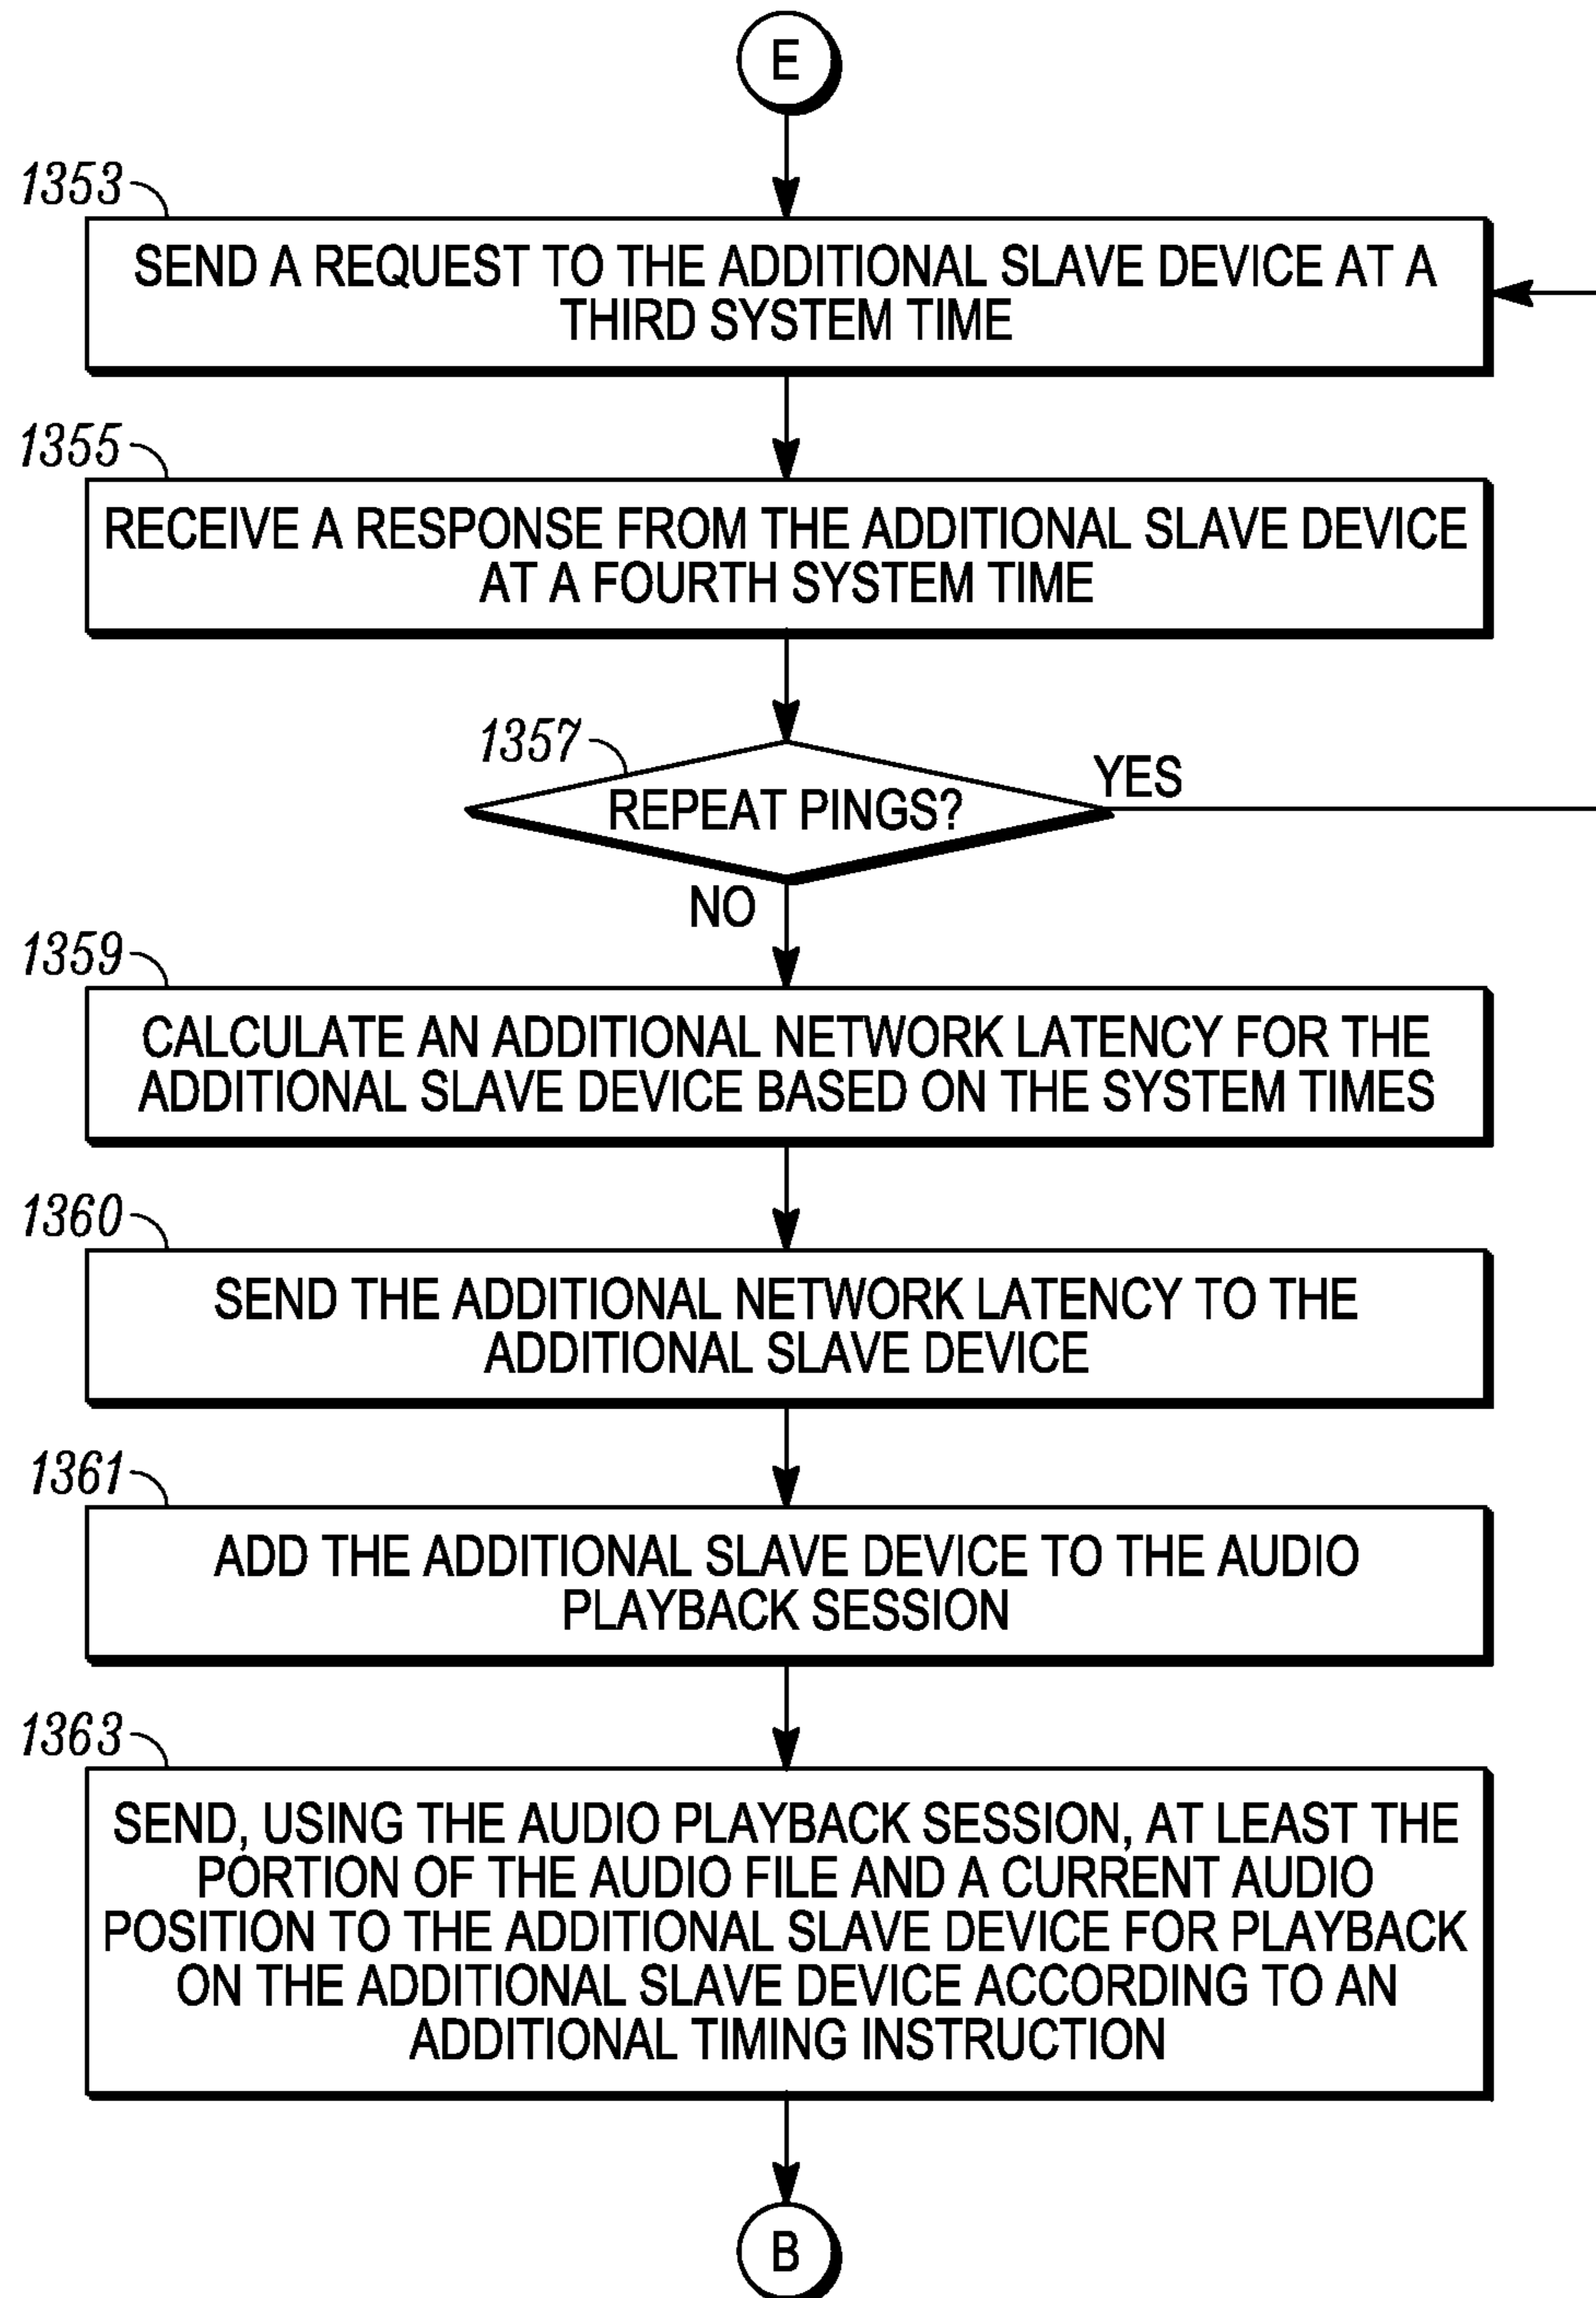 E
1353
SEND A REQUEST TO THE ADDITIONAL SLAVE DEVICE AT A
THIRD SYSTEM TIME
1355
RECEIVE A RESPONSE FROM THE ADDITIONAL SLAVE DEVICE
AT A FOURTH SYSTEM TIME
1357
REPEAT PINGS?
YES
NO
1359
CALCULATE AN ADDITIONAL NETWORK LATENCY FOR THE
ADDITIONAL SLAVE DEVICE BASED ON THE SYSTEM TIMES
1360
SEND THE ADDITIONAL NETWORK LATENCY TO THE
ADDITIONAL SLAVE DEVICE
1361
ADD THE ADDITIONAL SLAVE DEVICE TO THE AUDIO
PLAYBACK SESSION
1363
SEND, USING THE AUDIO PLAYBACK SESSION, AT LEAST THE
PORTION OF THE AUDIO FILE AND A CURRENT AUDIO
POSITION TO THE ADDITIONAL SLAVE DEVICE FOR PLAYBACK
ON THE ADDITIONAL SLAVE DEVICE ACCORDING TO AN
ADDITIONAL TIMING INSTRUCTION
B